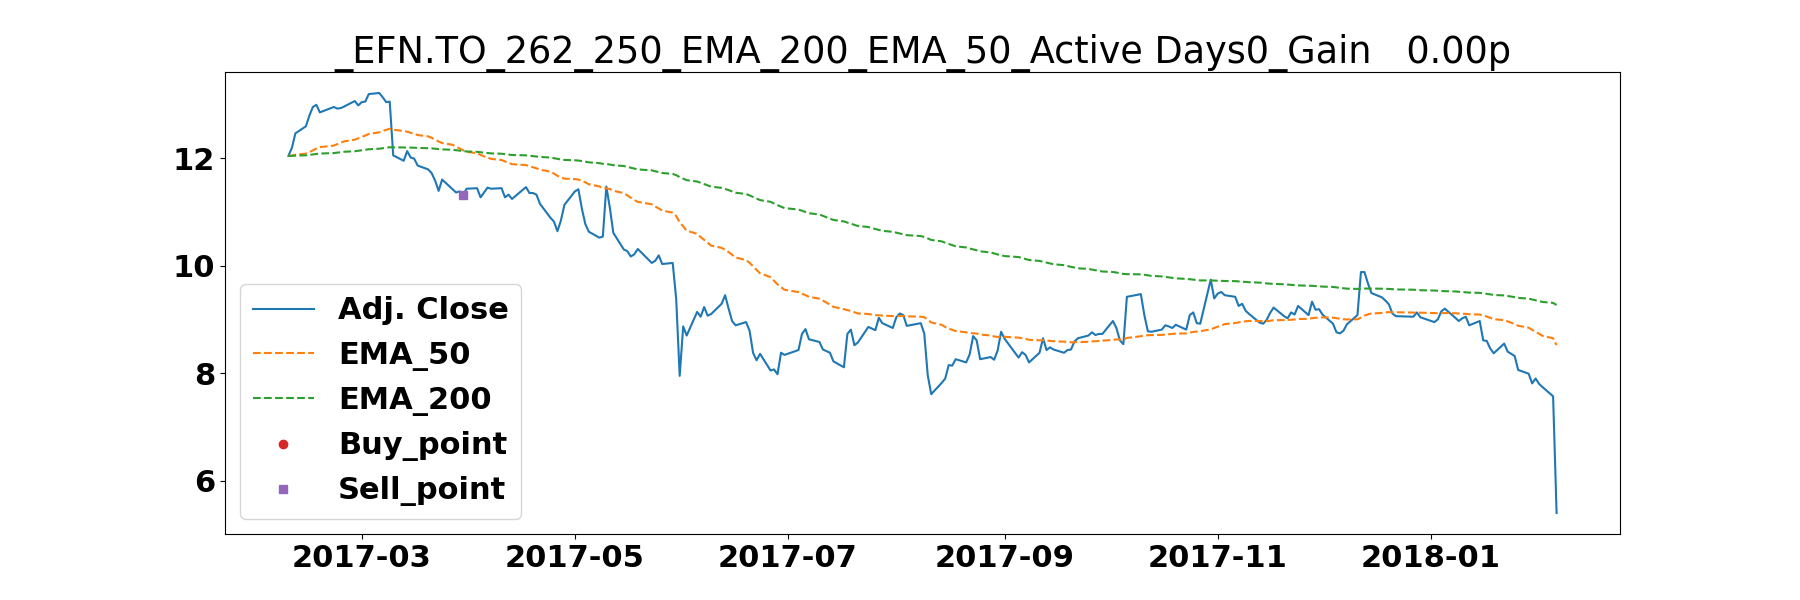 _EFN.TO_262_250_EMA_200_EMA_50_Active Days0_Gain   0.00p
12
10
8
6
Adj. Close
EMA_50
EMA_200
Buy_point
Sell_point
2017-03 2017-05 2017-07 2017-09 2017-11 2018-01